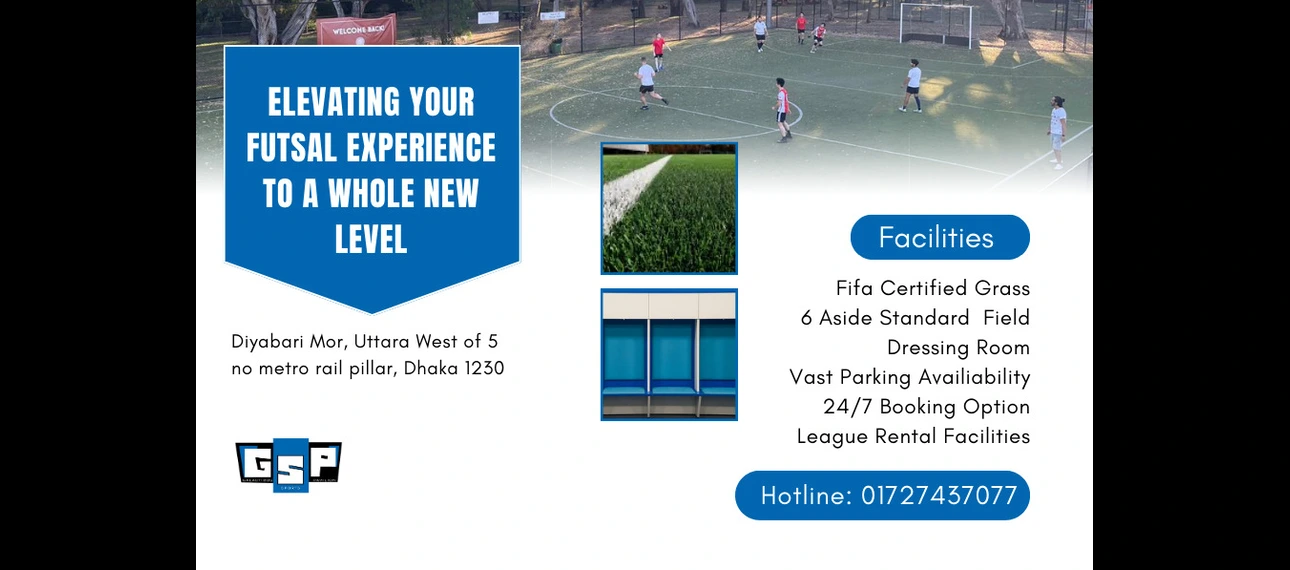 WELCOME BACK!
ELEVATING YOUR
FUTSAL EXPERIENCE
TO A WHOLE NEW
LEVEL
Diyabari Mor, Uttara West of 5
no metro rail pillar, Dhaka 1230
GSP
SPORTS
Facilities
Fifa Certified Grass
6 Aside Standard Field
Dressing Room
Vast Parking Availiability
24/7 Booking Option
League Rental Facilities
Hotline: 01727437077